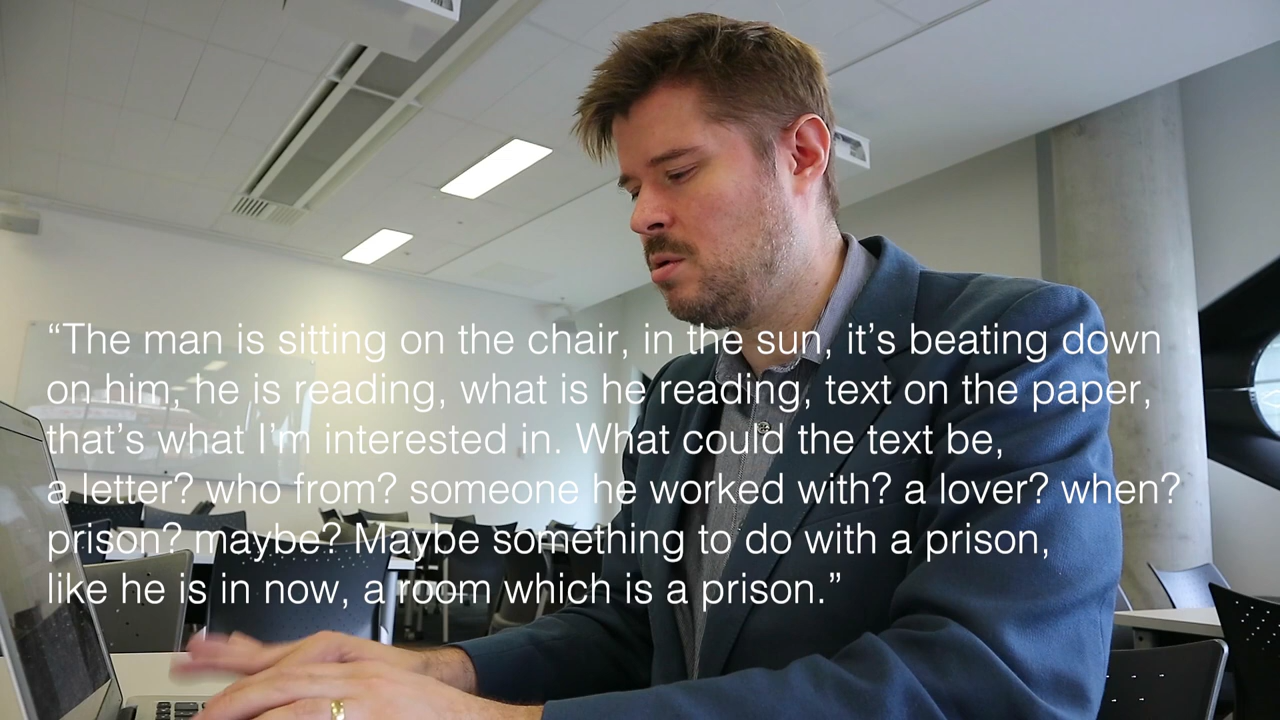 “The man is sitting on the chair, in the sun, it’s beating down
on him, he is reading, what is he reading, text on the paper,
that’s what I’m interested in. What could the text be,
a letter? who from? someone he worked with? a lover? when?
prison? maybe? Maybe something to do with a prison,
like he is in now, a room which is a prison.”